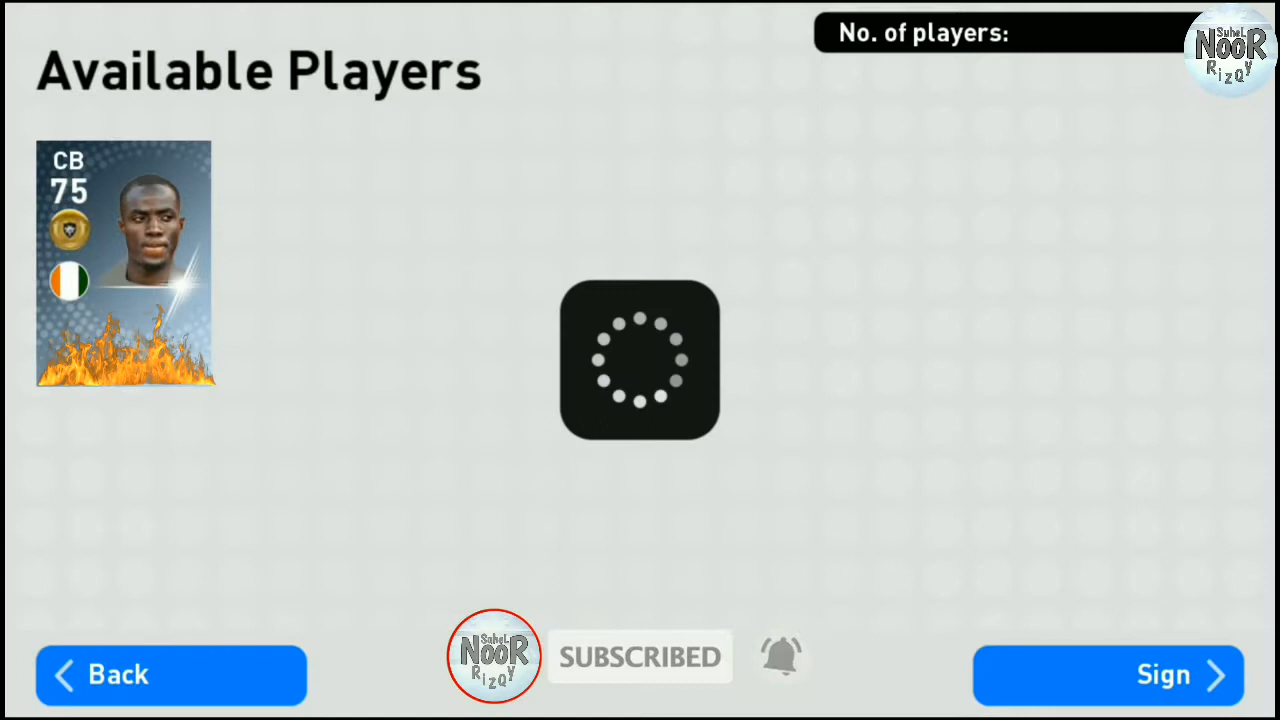 No. of players:
Suhel
NooR
RizQY
Available Players
CB
75
Suhel
NooR
RizQY
SUBSCRIBED
Back
Sign